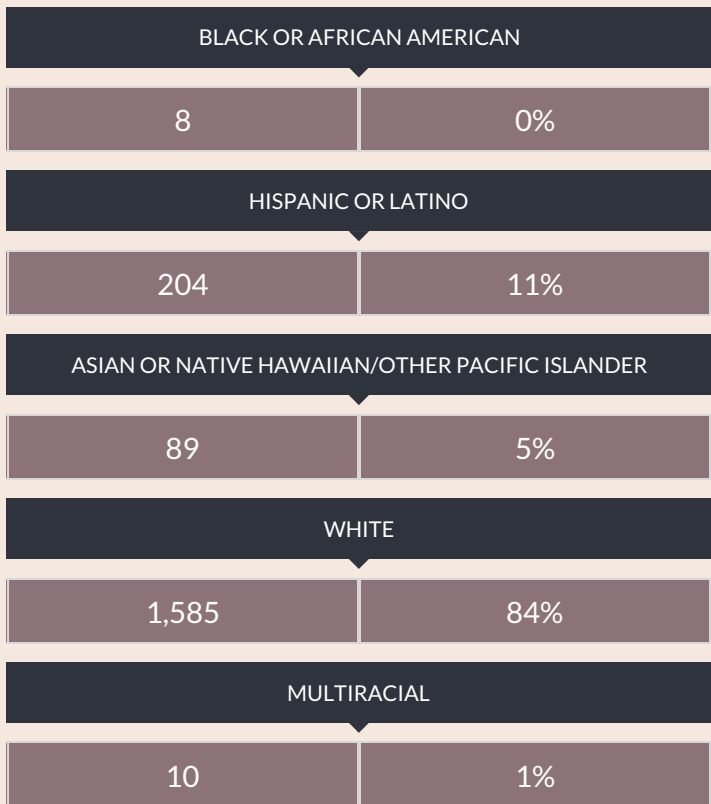 BLACK OR AFRICAN AMERICAN
8 0%
HISPANIC OR LATINO
204 11%
ASIAN OR NATIVE HAWAIIAN/OTHER PACIFIC ISLANDER
89 5%
WHITE
1,585 84%
MULTIRACIAL
10 1%